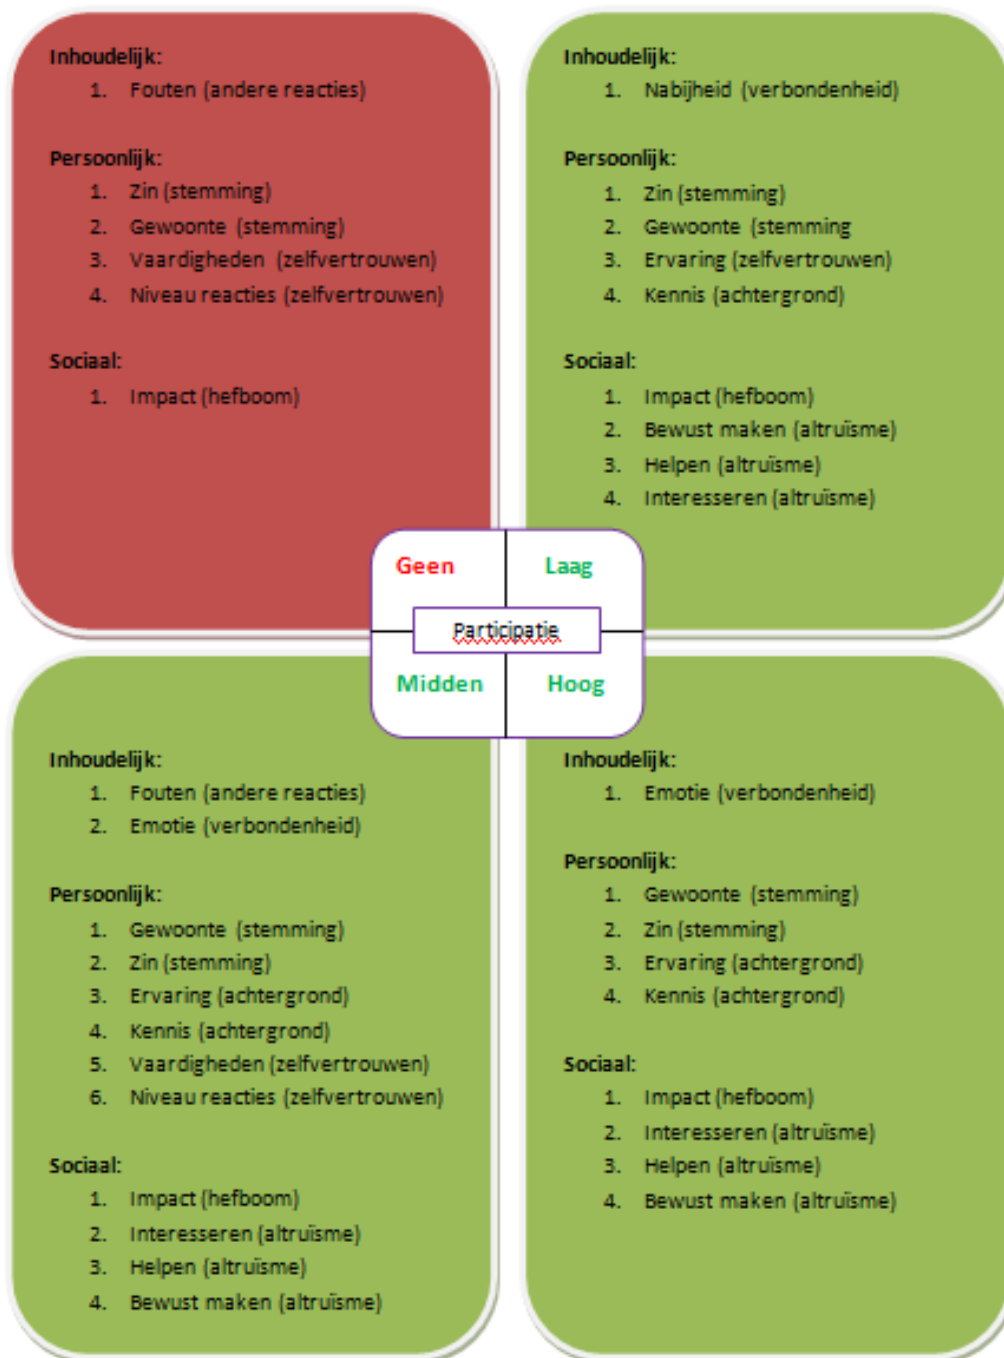 Inhoudelijk:
1. Fouten (andere reacties)
Persoonlijk:
1. Zin (stemming)
2. Gewoonte (stemming)
3. Vaardigheden (zelfvertrouwen)
4. Niveau reacties (zelfvertrouwen)
Sociaal:
1. Impact (hefboom)
Inhoudelijk:
1. Nabijheid (verbondenheid)
Persoonlijk:
1. Zin (stemming)
2. Gewoonte (stemming
3. Ervaring (zelfvertrouwen)
4. Kennis (achtergrond)
Sociaal:
1. Impact (hefboom)
2. Bewust maken (altruïsme)
3. Helpen (altruïsme)
4. Interesseren (altruïsme)
Geen
Laag
Participatie
Midden
Hoog
Inhoudelijk:
1. Fouten (andere reacties)
2. Emotie (verbondenheid)
Persoonlijk:
1. Gewoonte (stemming)
2. Zin (stemming)
3. Ervaring (achtergrond)
4. Kennis (achtergrond)
5. Vaardigheden (zelfvertrouwen)
6. Niveau reacties (zelfvertrouwen)
Sociaal:
1. Impact (hefboom)
2. Interesseren (altruïsme)
3. Helpen (altruïsme)
4. Bewust maken (altruïsme)
Inhoudelijk:
1. Emotie (verbondenheid)
Persoonlijk:
1. Gewoonte (stemming)
2. Zin (stemming)
3. Ervaring (achtergrond)
4. Kennis (achtergrond)
Sociaal:
1. Impact (hefboom)
2. Interesseren (altruïsme)
3. Helpen (altruïsme)
4. Bewust maken (altruïsme)